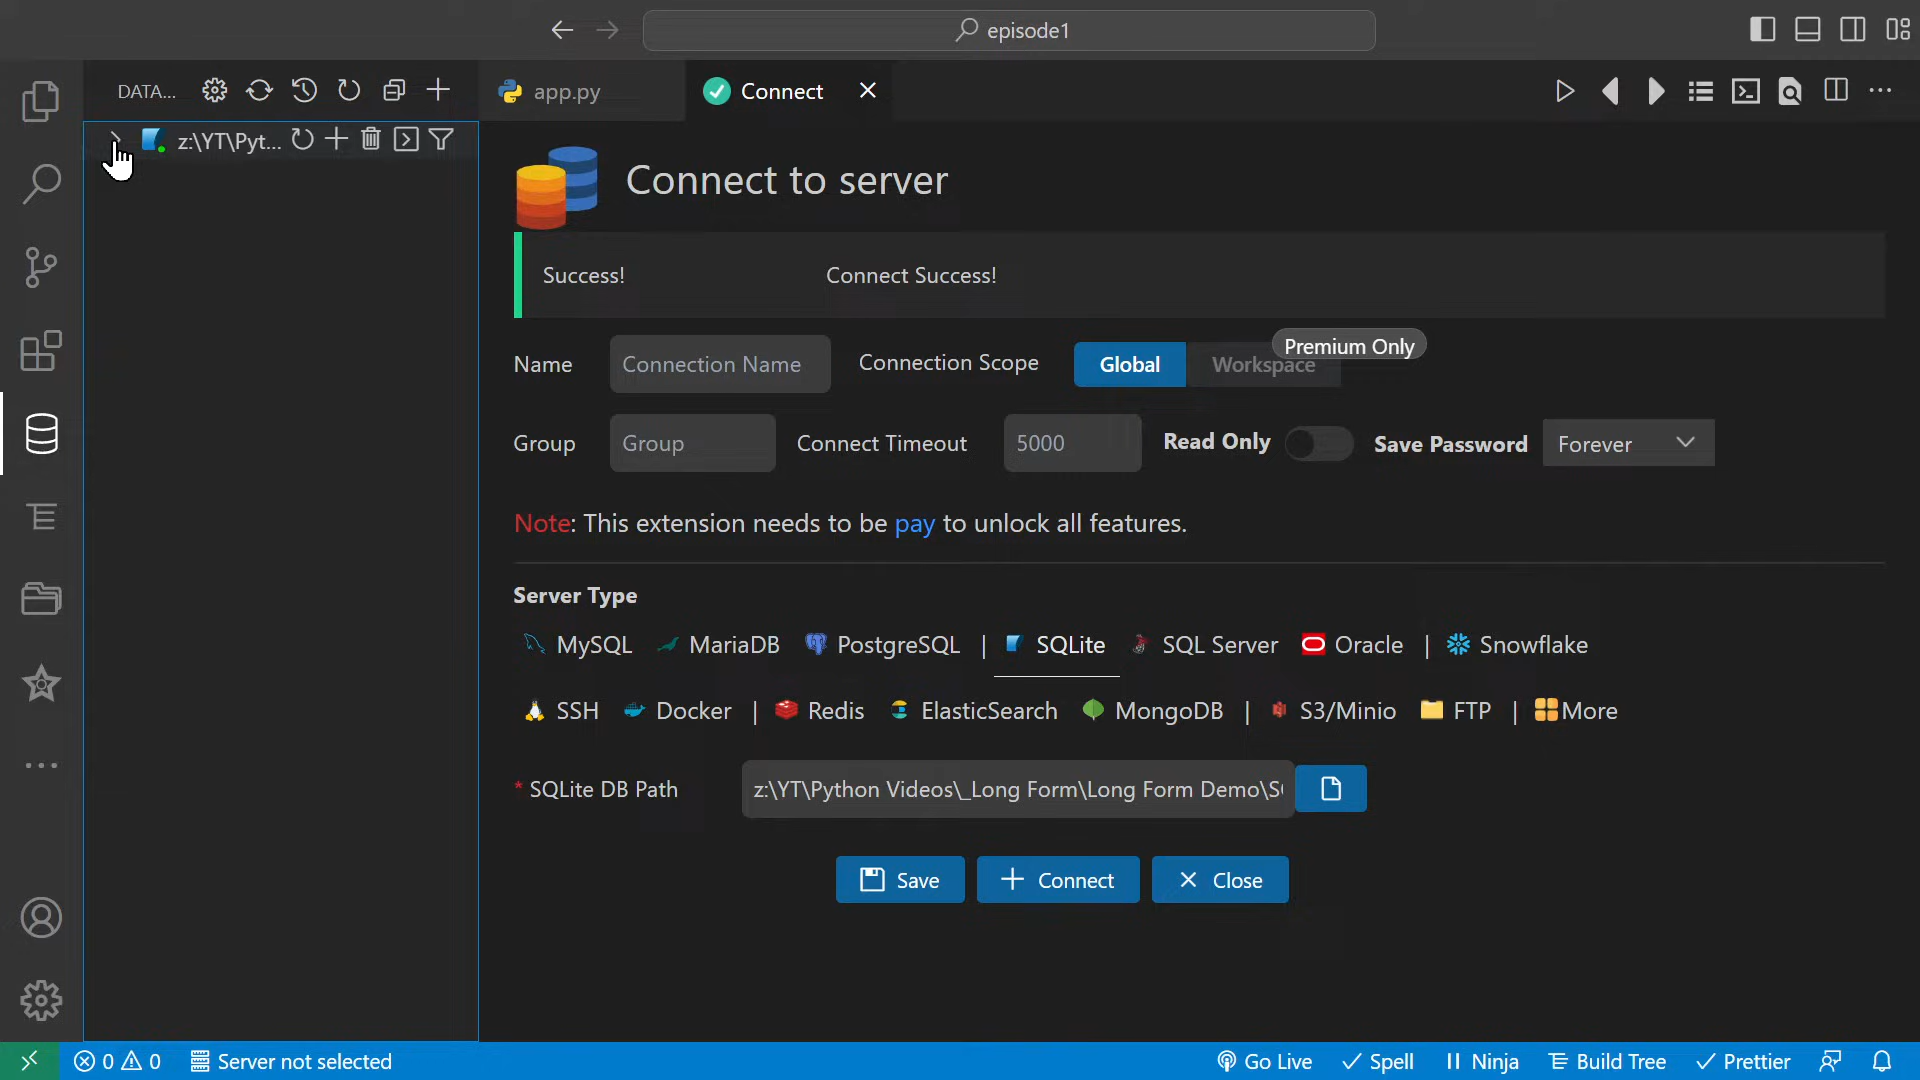 episode1
DATA...
app.py
Connect
z:\YT\Pyt...
Connect to server
Success! Connect Success!
Premium Only
Name Connection Name Connection Scope Global Workspace
Group Group Connect Timeout 5000 Read Only Save Password Forever
Note: This extension needs to be pay to unlock all features.
Server Type
MySQL MariaDB PostgreSQL | SQLite SQL Server Oracle | Snowflake
SSH Docker | Redis ElasticSearch MongoDB | S3/Minio FTP | More
* SQLite DB Path z:\YT\Python Videos\_Long Form\Long Form Demo\
Save Connect Close
0 0 Server not selected Go Live Spell Ninja Build Tree Prettier